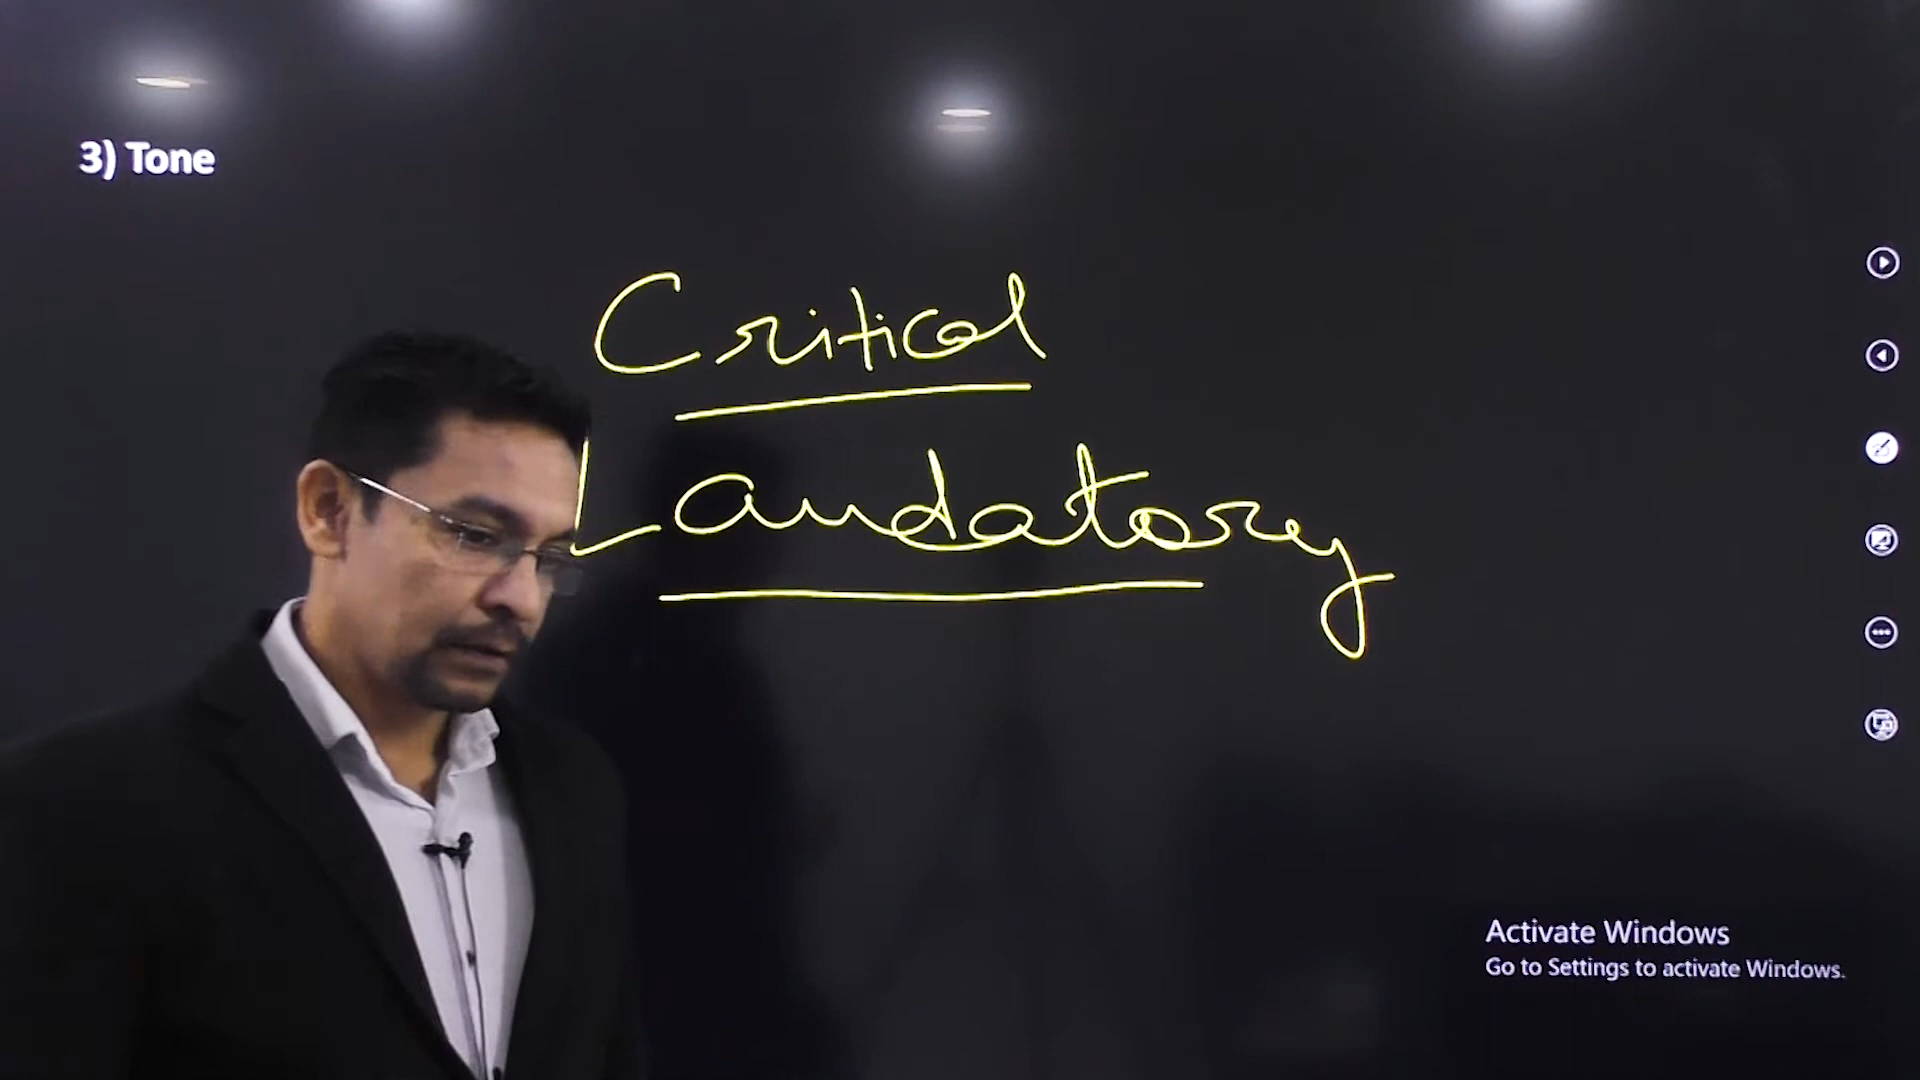 3) Tone
Critical
Laudatory
Activate Windows
Go to Settings to activate Windows.